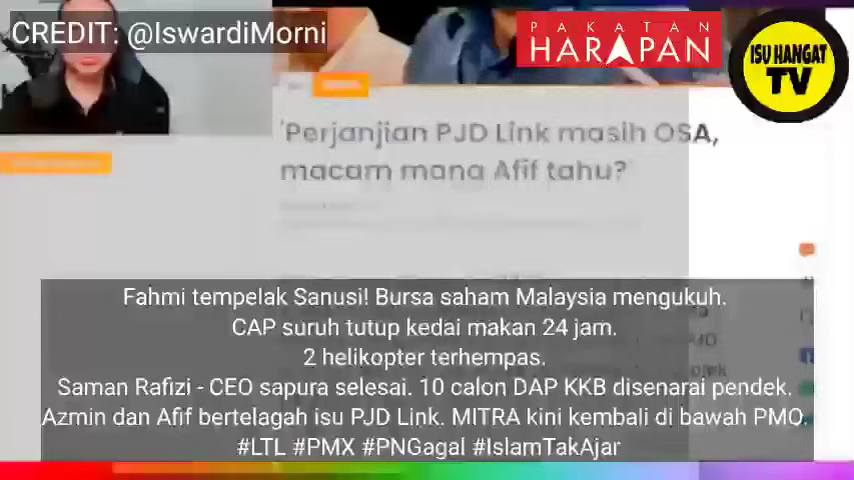 CREDIT: @IswardiMorni
PAKATAN
HARAPAN
ISU HANGAT
TV
'Perjanjian PJD Link masih OSA,
macam mana Afif tahu?'
Fahmi tempelak Sanusi! Bursa saham Malaysia mengukuh.
CAP suruh tutup kedai makan 24 jam.
2 helikopter terhempas.
Saman Rafizi - CEO sapura selesai. 10 calon DAP KKB disenarai pendek.
Azmin dan Afif bertelagah isu PJD Link. MITRA kini kembali di bawah PMO.
#LTL #PMX #PNGagal #IslamTakAjar